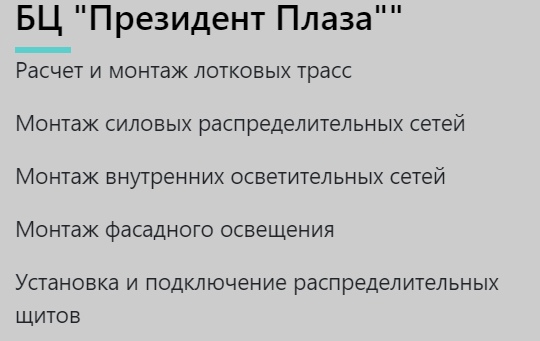 БЦ "Президент Плаза""
Расчет и монтаж лотковых трасс
Монтаж силовых распределительных сетей
Монтаж внутренних осветительных сетей
Монтаж фасадного освещения
Установка и подключение распределительных
щитов